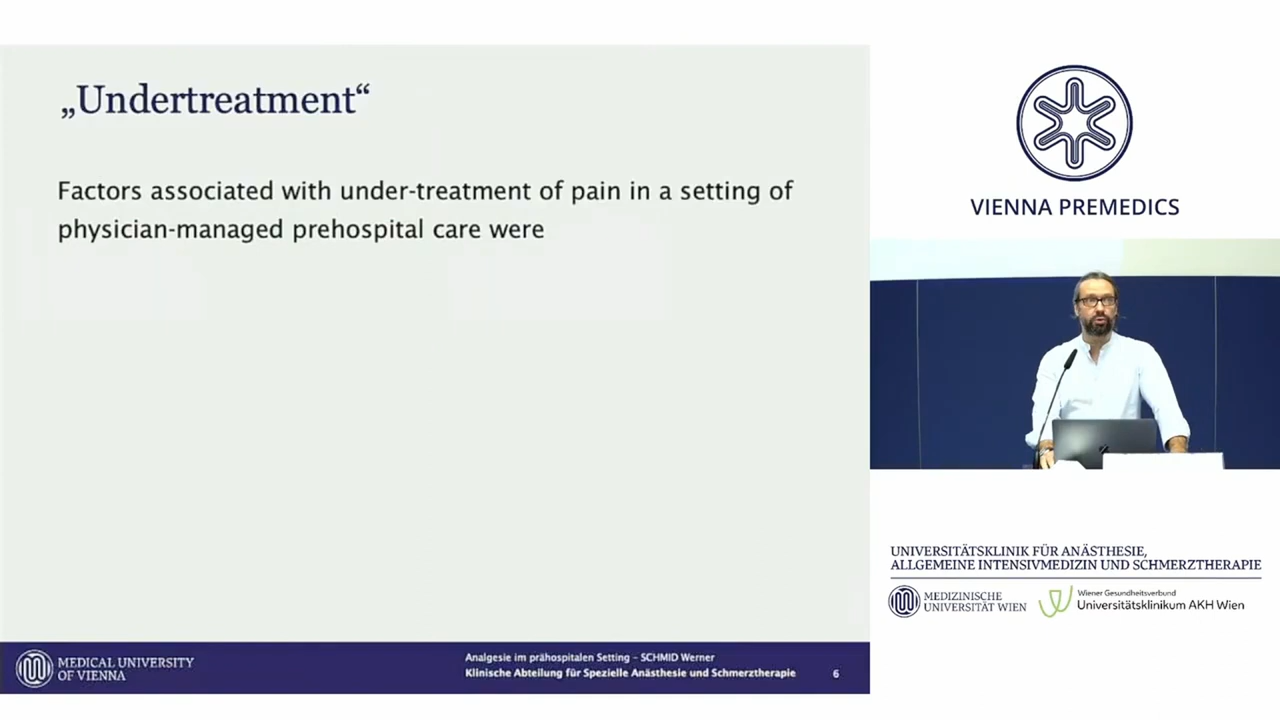 „Undertreatment“
Factors associated with under-treatment of pain in a setting of
physician-managed prehospital care were
MEDICAL UNIVERSITY
OF VIENNA
Analgesie im prähospitalen Setting – SCHMID Werner
Klinische Abteilung für Spezielle Anästhesie und Schmerztherapie
6
VIENNA PREMEDICS
UNIVERSITÄTSKLINIK FÜR ANÄSTHESIE,
ALLGEMEINE INTENSIVMEDIZIN UND SCHMERZTHERAPIE
MEDIZINISCHE
UNIVERSITÄT WIEN
Wiener Gesundheitsverbund
Universitätsklinikum AKH Wien